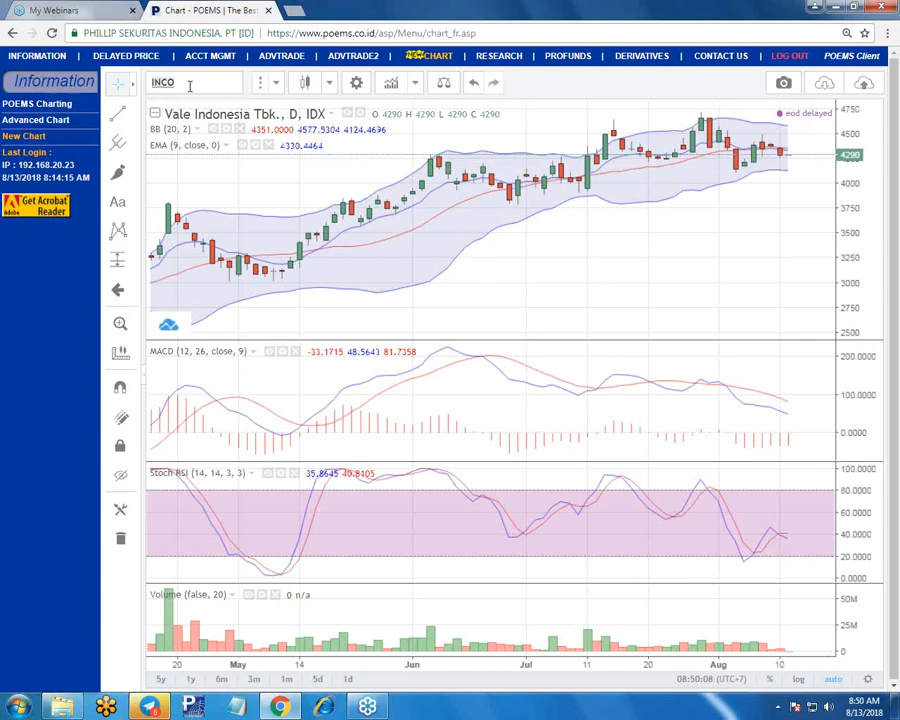 My Webinars
Chart - POEMS | The Bes
PHILLIP SEKURITAS INDONESIA. PT [ID]
https://www.poems.co.id/asp/Menu/chart_fr.asp
INFORMATION
DELAYED PRICE
ACCT MGMT
ADVTRADE
ADVTRADE2
NEW CHART
RESEARCH
PROFUNDS
DERIVATIVES
CONTACT US
LOG OUT
POEMS Client
Information
POEMS Charting
Advanced Chart
New Chart
Last Login :
IP : 192.168.20.23
8/13/2018 8:14:15 AM
Get Acrobat
Reader
Adobe
INCO
Aa
Vale Indonesia Tbk., D, IDX
O 4290 H 4290 L 4290 C 4290
eod delayed
BB (20, 2)
4351.0000 4577.5304 4124.4696
EMA (9, close, 0)
4330.4464
4750
4500
4290
4000
3750
3500
3250
3000
2750
2500
MACD (12, 26, close, 9)
-33.1715 48.5643 81.7358
200.0000
100.0000
0.0000
Stoch RSI (14, 14, 3, 3)
35.8645 40.8105
100.0000
80.0000
60.0000
40.0000
20.0000
0.0000
Volume (false, 20)
0 n/a
50M
25M
0
20 May 14 Jun Jul 11 20 Aug 10
5y 1y 6m 3m 1m 5d 1d
08:50:08 (UTC+7)
% log auto
8:50 AM
8/13/2018